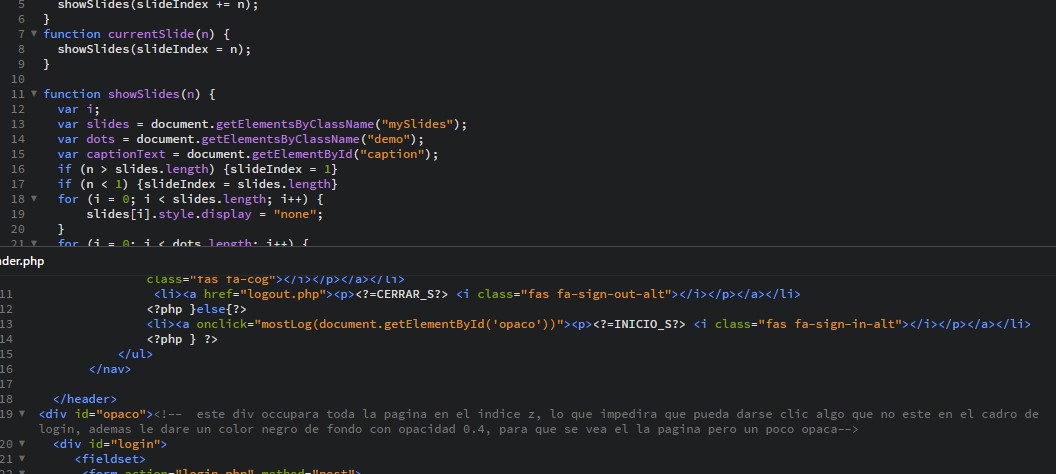 5 showSlides(slideIndex += n);
6 }
7 function currentSlide(n) {
8 showSlides(slideIndex = n);
9 }
10
11 function showSlides(n) {
12 var i;
13 var slides = document.getElementsByClassName("mySlides");
14 var dots = document.getElementsByClassName("demo");
15 var captionText = document.getElementById("caption");
16 if (n > slides.length) {slideIndex = 1}
17 if (n < 1) {slideIndex = slides.length}
18 for (i = 0; i < slides.length; i++) {
19 slides[i].style.display = "none";
20 }
21 for (i = 0; i < dots.length; i++) {
der.php
class="fas fa-cog"></i></p></a></li>
11 <li><a href="logout.php"><p><?=CERRAR_S?> <i class="fas fa-sign-out-alt"></i></p></a></li>
12 <?php }else{?>
13 <li><a onclick="mostLog(document.getElementById('opaco'))"><p><?=INICIO_S?> <i class="fas fa-sign-in-alt"></i></p></a></li>
14 <?php } ?>
15 </ul>
16 </nav>
17
18 </header>
19 <div id="opaco"><!-- este div occupara toda la pagina en el indice z, lo que impedira que pueda darse clic algo que no este en el cadro de
login, ademas le dare un color negro de fondo con opacidad 0.4, para que se vea el la pagina pero un poco opaca-->
20 <div id="login">
21 <fieldset>
22 <form action="login.php" method="post">